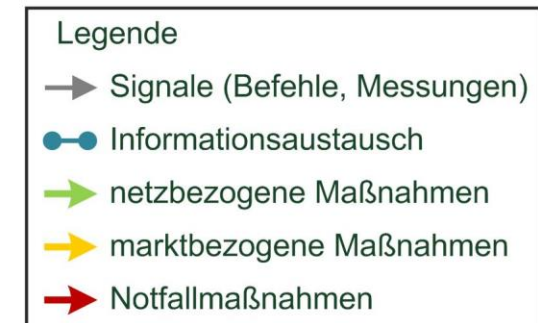 Legende
Signale (Befehle, Messungen)
Informationsaustausch
netzbezogene Maßnahmen
marktbezogene Maßnahmen
Notfallmaßnahmen